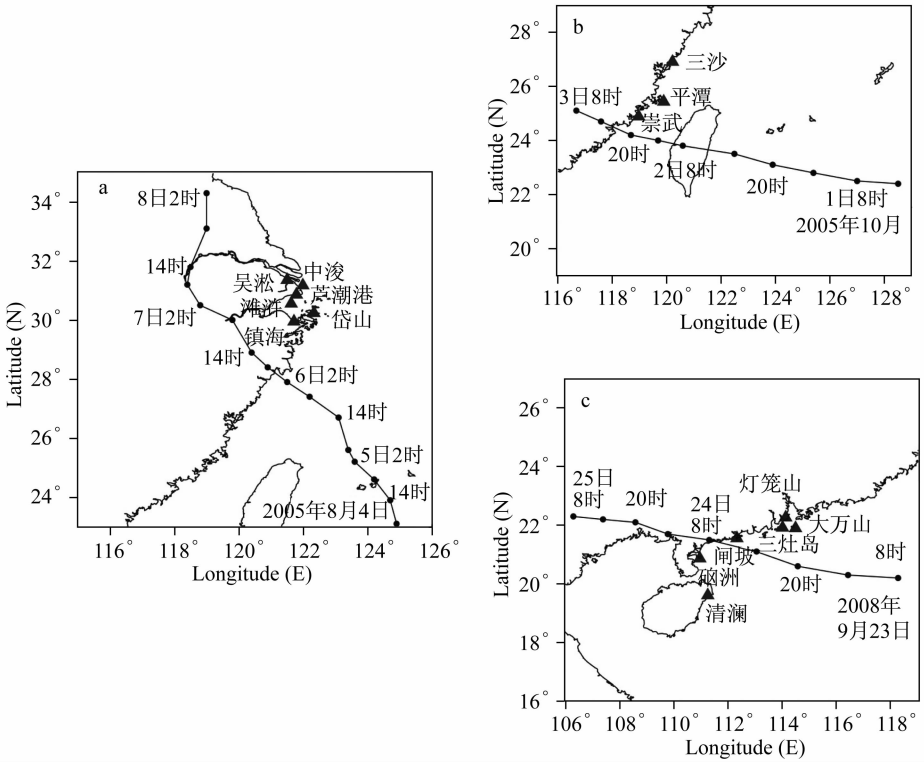 a
34°
32°
30°
28°
26°
24°
Latitude (N)
116°
118°
120°
122°
124°
126°
Longitude (E)
8日2时
14时
7日2时
14时
6日2时
14时
5日2时
14时
2005年8月4日
吴淞
中浚
芦潮港
滩浒
岱山
镇海
b
28°
26°
24°
22°
20°
Latitude (N)
116°
118°
120°
122°
124°
126°
128°
Longitude (E)
三沙
平潭
崇武
3日8时
20时
2日8时
20时
1日8时
2005年10月
c
26°
24°
22°
20°
18°
16°
Latitude (N)
106°
108°
110°
112°
114°
116°
118°
Longitude (E)
25日
8时
20时
24日
8时
灯笼山
大万山
三灶岛
闸坡
硇洲
清澜
20时
8时
2008年
9月23日